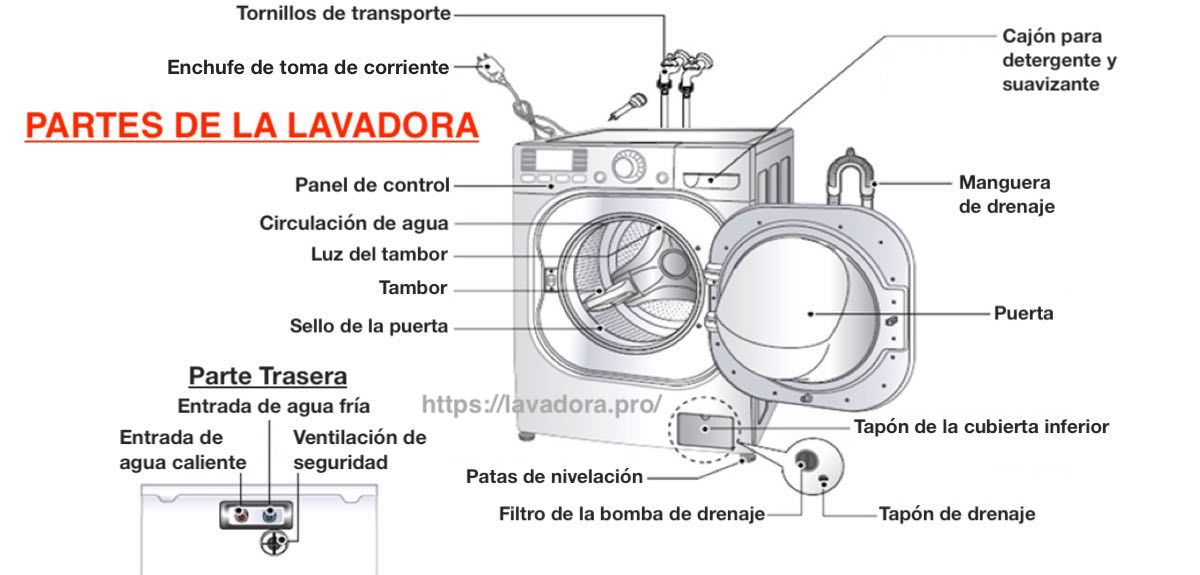 Tornillos de transporte
Enchufe de toma de corriente
PARTES DE LA LAVADORA
Cajón para
detergente y
suavizante
Panel de control
Circulación de agua
Luz del tambor
Tambor
Sello de la puerta
Manguera
de drenaje
Puerta
Parte Trasera
Entrada de agua fría
Entrada de
agua caliente
Ventilación de
seguridad
https://lavadora.pro/
Tapón de la cubierta inferior
Patas de nivelación
Filtro de la bomba de drenaje
Tapón de drenaje